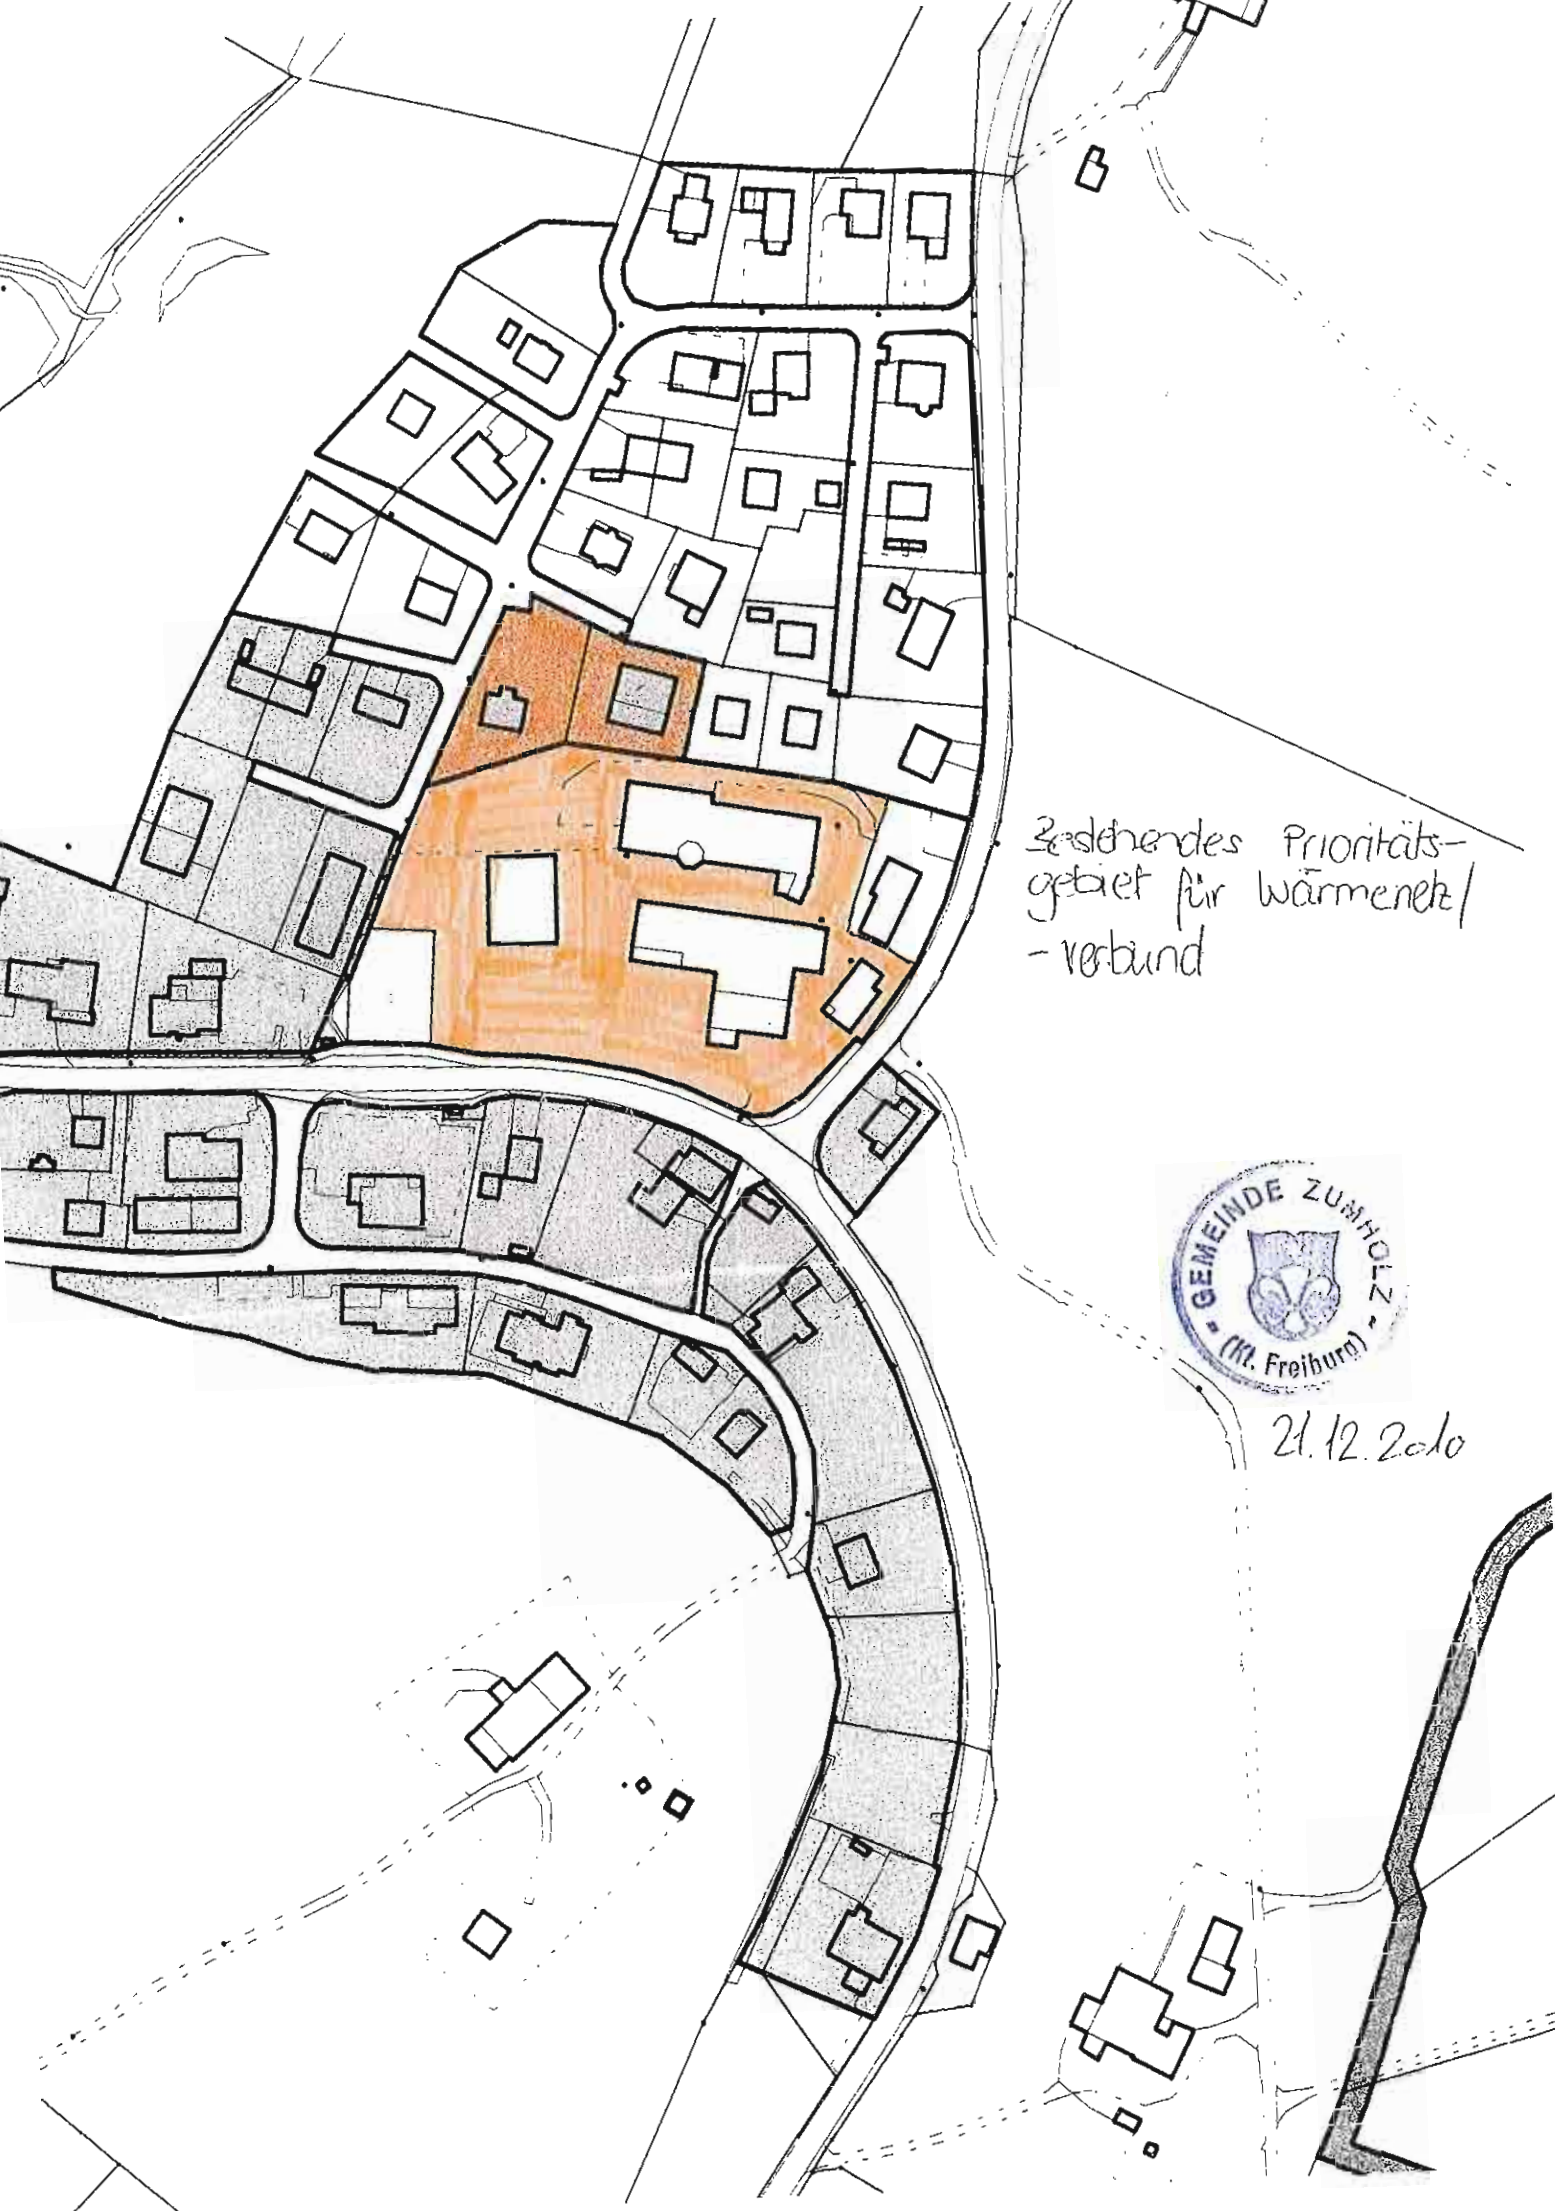 Bestehendes Prioritäts-
gebiet für Wärmenetz/
- verbund
- GEMEINDE ZUMHOLZ -
(Kt. Freiburg)
21.12.2010